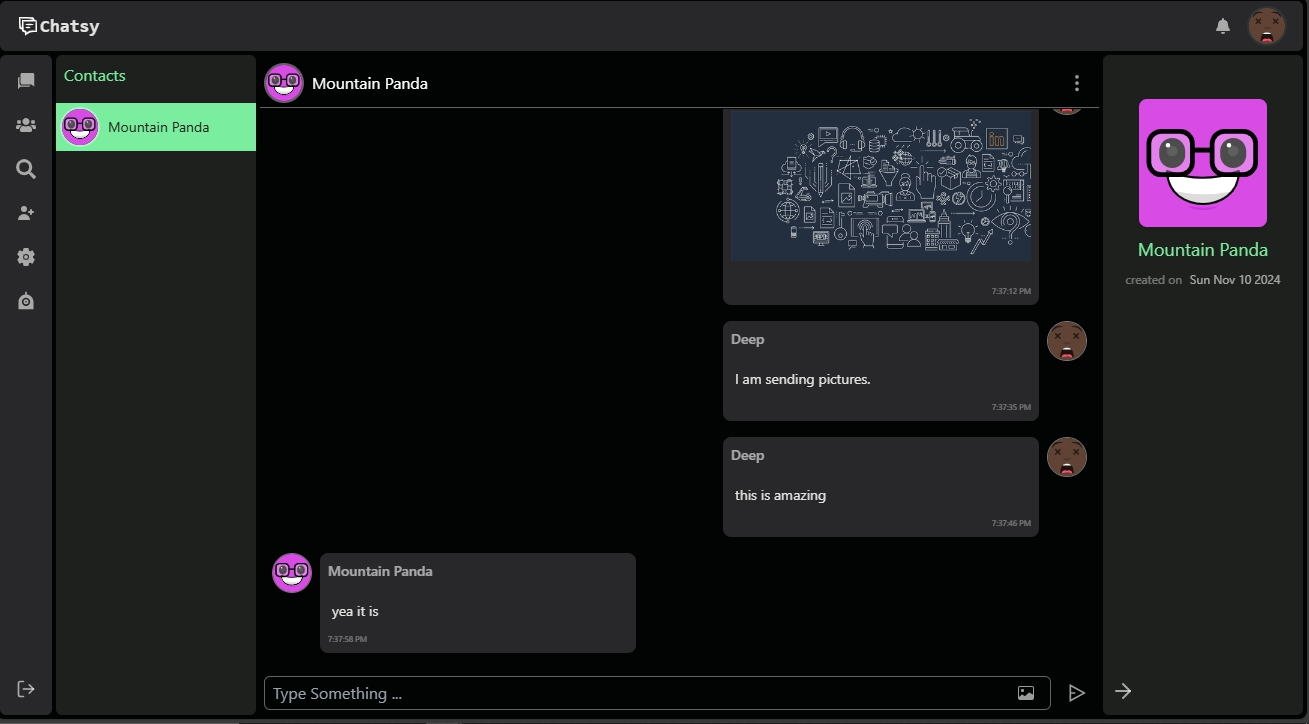 Chatsy
Contacts
Mountain Panda
Mountain Panda
in
7:37:12 PM
Deep
I am sending pictures.
7:37:35 PM
Deep
this is amazing
7:37:46 PM
Mountain Panda
yea it is
7:37:58 PM
Type Something ...
Mountain Panda
created on Sun Nov 10 2024